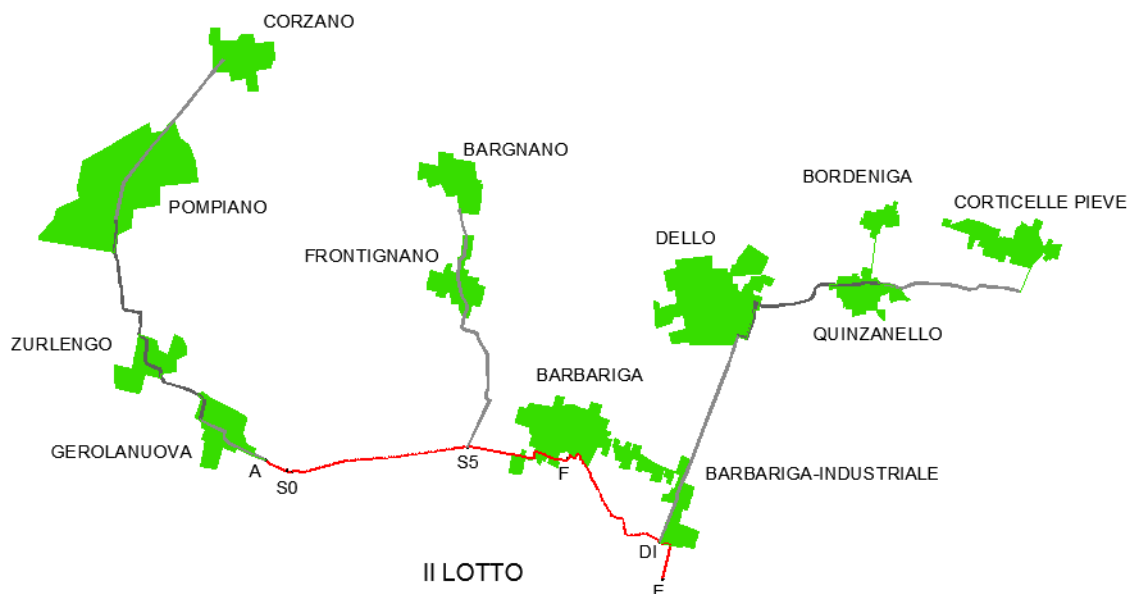 CORZANO
BARGNANO
BORDENIGA
CORTICELLE PIEVE
POMPIANO
DELLO
FRONTIGNANO
QUINZANELLO
ZURLENGO
BARBARIGA
GEROLANUOVA
A
S0
S5
F
BARBARIGA-INDUSTRIALE
DI
II LOTTO